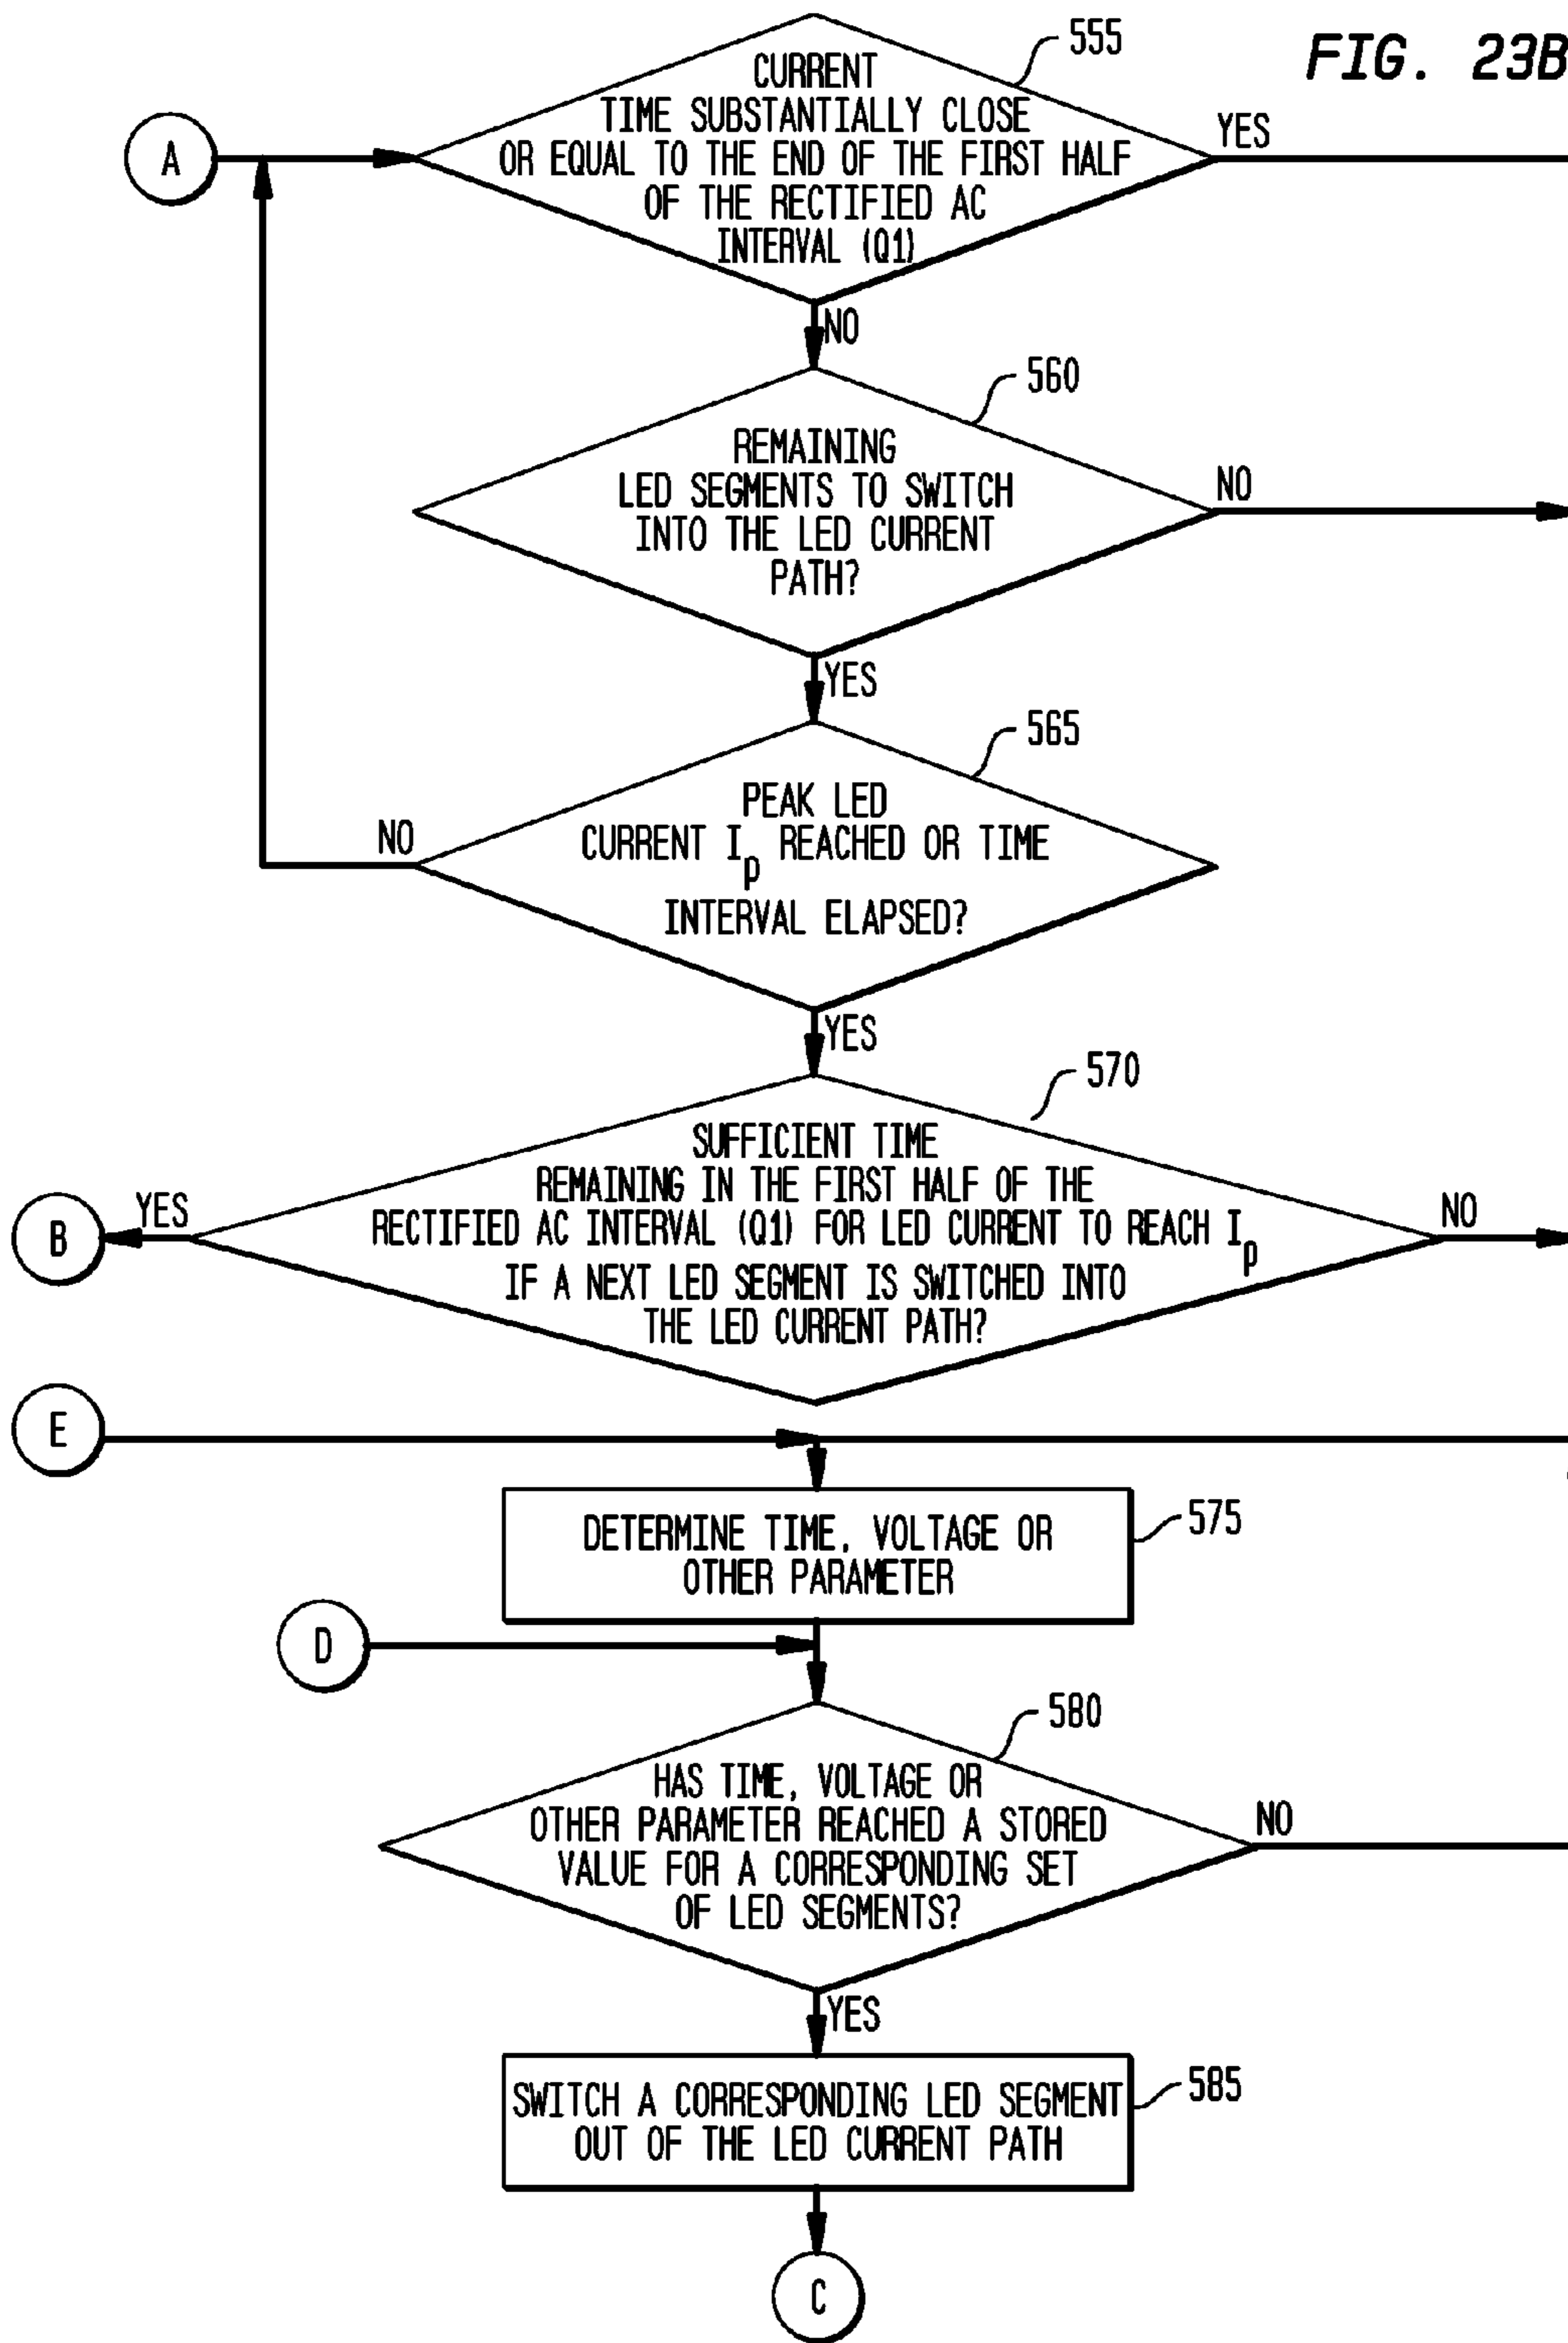 FIG. 23B
555
CURRENT
TIME SUBSTANTIALLY CLOSE
OR EQUAL TO THE END OF THE FIRST HALF
OF THE RECTIFIED AC
INTERVAL (Q1)
YES
A
NO
560
REMAINING
LED SEGMENTS TO SWITCH
INTO THE LED CURRENT
PATH?
NO
YES
565
PEAK LED
CURRENT Ip REACHED OR TIME
INTERVAL ELAPSED?
NO
YES
570
SUFFICIENT TIME
REMAINING IN THE FIRST HALF OF THE
RECTIFIED AC INTERVAL (Q1) FOR LED CURRENT TO REACH Ip
IF A NEXT LED SEGMENT IS SWITCHED INTO
THE LED CURRENT PATH?
YES
B
NO
E
575
DETERMINE TIME, VOLTAGE OR
OTHER PARAMETER
D
580
HAS TIME, VOLTAGE OR
OTHER PARAMETER REACHED A STORED
VALUE FOR A CORRESPONDING SET
OF LED SEGMENTS?
NO
YES
585
SWITCH A CORRESPONDING LED SEGMENT
OUT OF THE LED CURRENT PATH
C